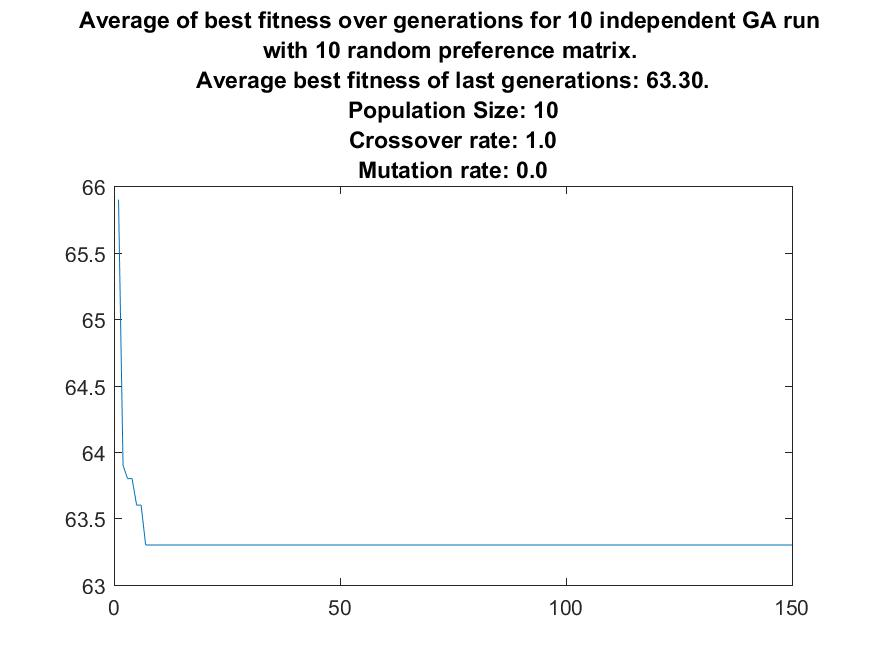 Average of best fitness over generations for 10 independent GA run
with 10 random preference matrix.
Average best fitness of last generations: 63.30.
Population Size: 10
Crossover rate: 1.0
Mutation rate: 0.0
66
65.5
65
64.5
64
63.5
63
0 50 100 150